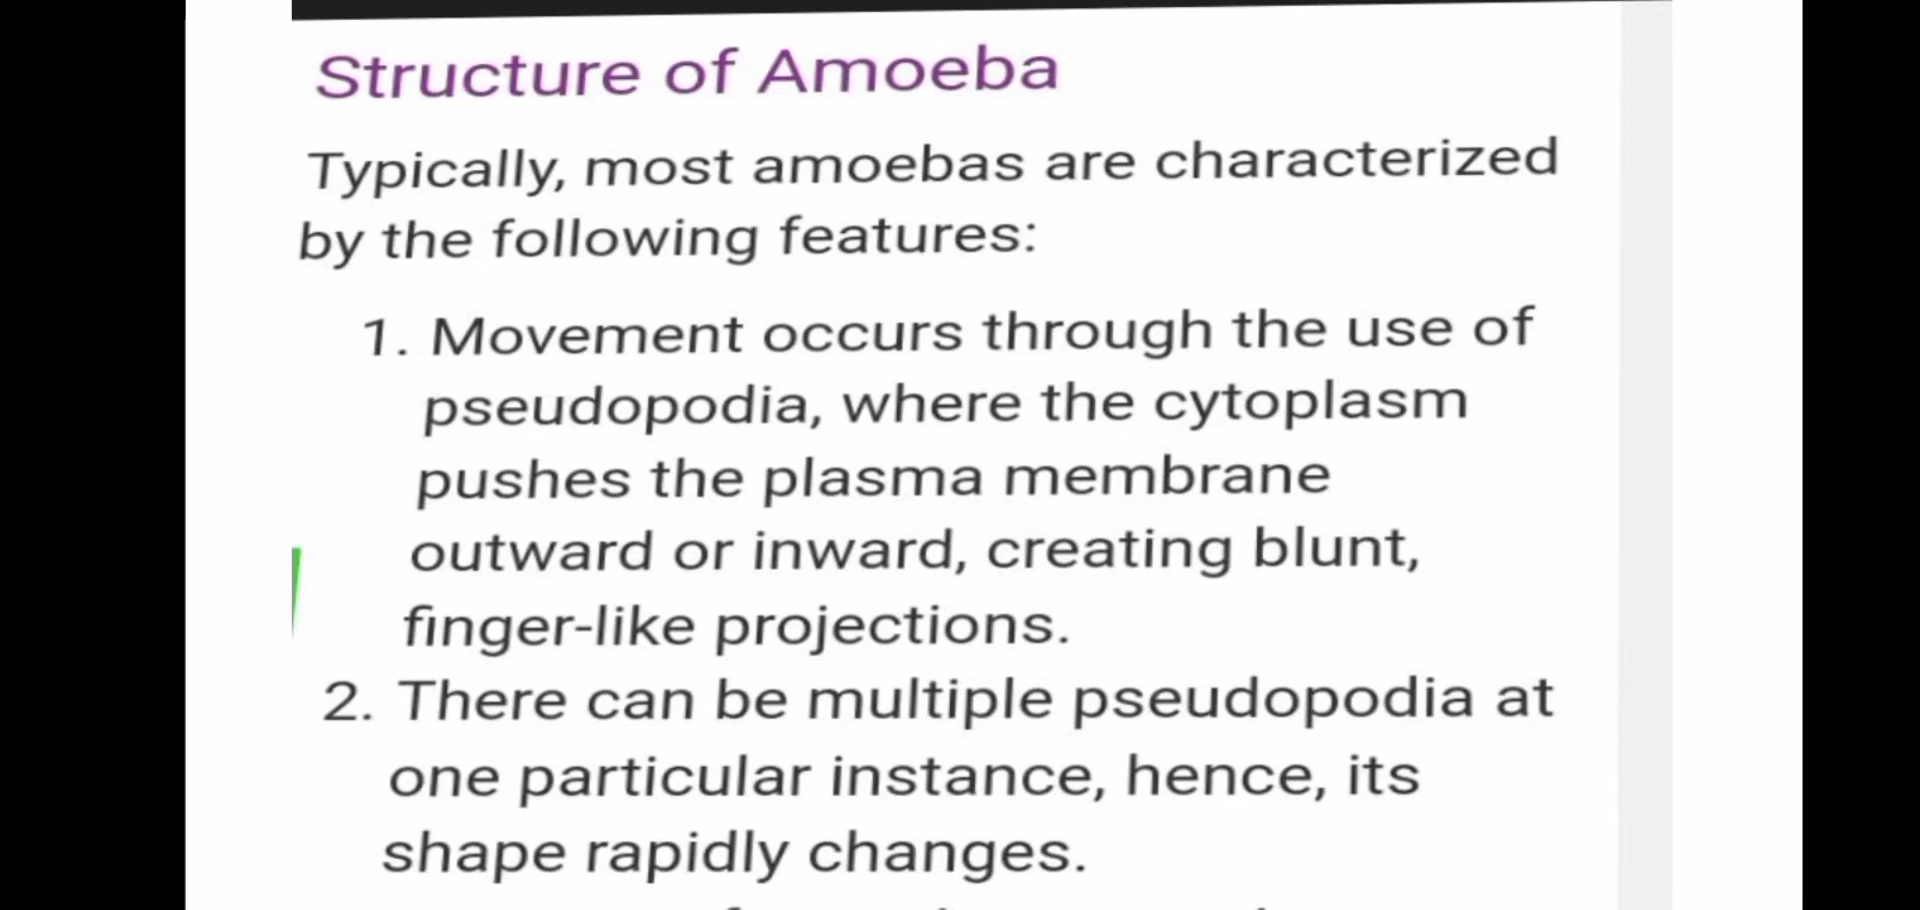 Structure of Amoeba
Typically, most amoebas are characterized
by the following features:
1. Movement occurs through the use of
pseudopodia, where the cytoplasm
pushes the plasma membrane
outward or inward, creating blunt,
finger-like projections.
2. There can be multiple pseudopodia at
one particular instance, hence, its
shape rapidly changes.